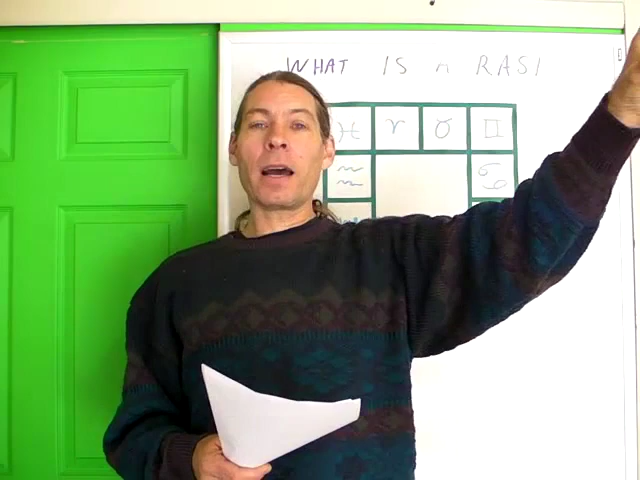 WHAT IS A RASI
♓ ♈ ♉ ♊
♒ ♋